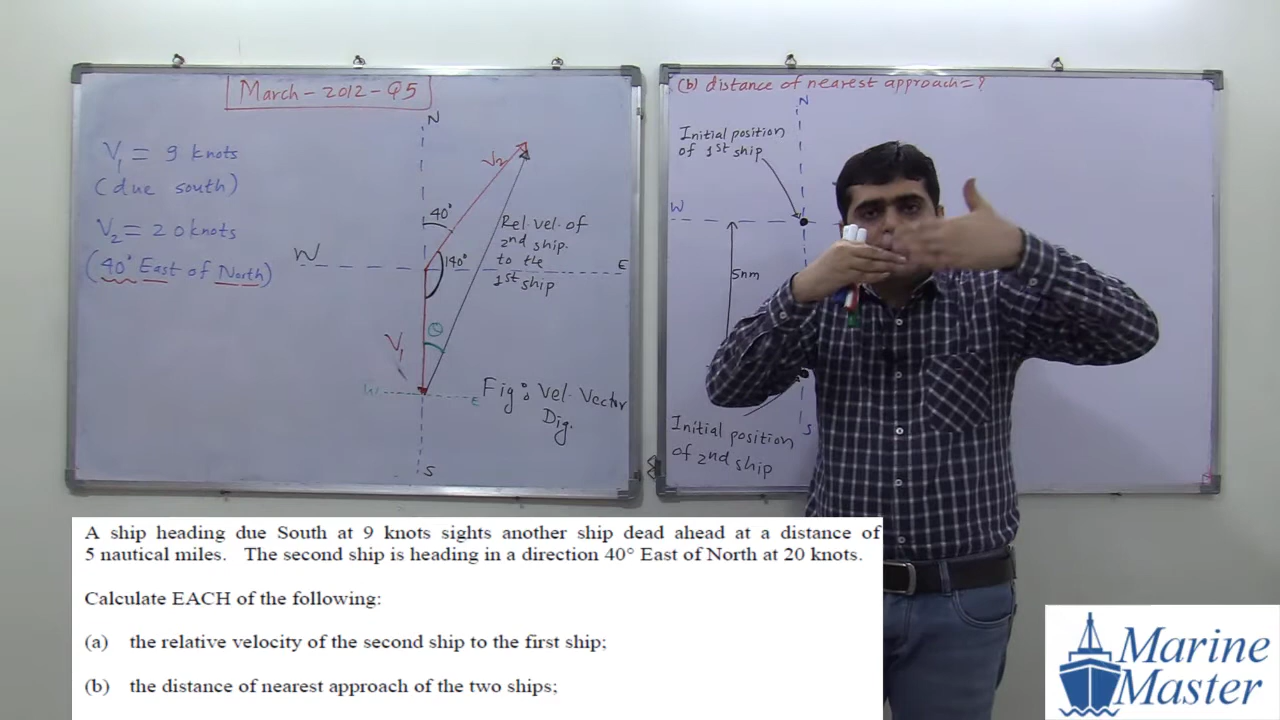 March-2012-Q5
V1 = 9 knots
(due south)
V2 = 20 knots
(40° East of North)
N
V2
40°
Rel. vel. of
2nd ship.
to the
1st ship
W
E
140°
θ
V1
W
E
S
Fig: Vel. Vector
Dig.
(b) distance of nearest approach = ?
N
Initial position
of 1st ship
W
5nm
S
Initial position
of 2nd ship
A ship heading due South at 9 knots sights another ship dead ahead at a distance of
5 nautical miles. The second ship is heading in a direction 40° East of North at 20 knots.
Calculate EACH of the following:
(a) the relative velocity of the second ship to the first ship;
(b) the distance of nearest approach of the two ships;
Marine
Master